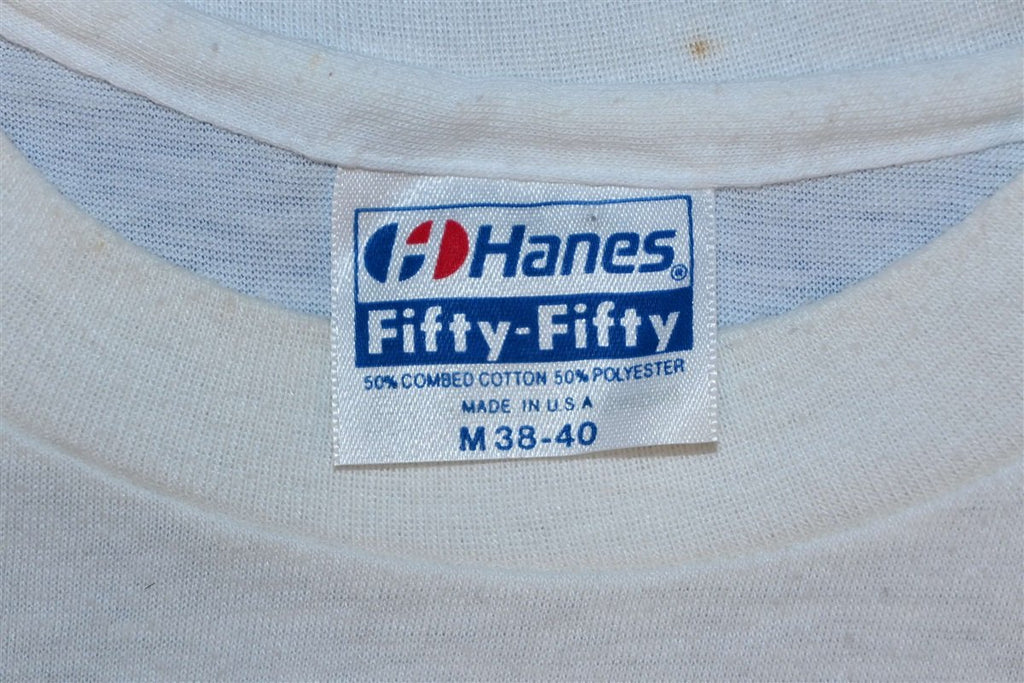 Hanes®
Fifty-Fifty
50% COMBED COTTON 50% POLYESTER
MADE IN U.S.A
M 38-40